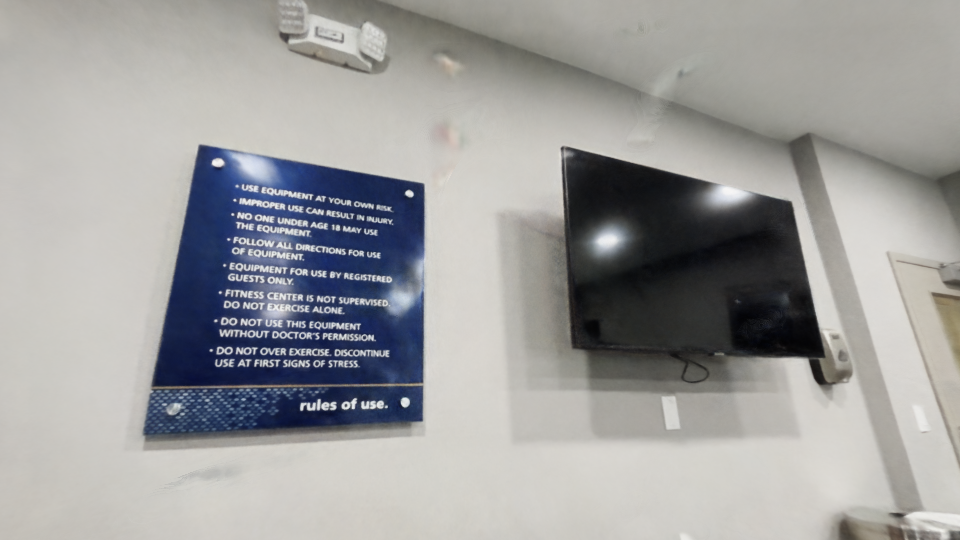 • USE EQUIPMENT AT YOUR OWN RISK.
• IMPROPER USE CAN RESULT IN INJURY.
• NO ONE UNDER AGE 18 MAY USE
THE EQUIPMENT.
• FOLLOW ALL DIRECTIONS FOR USE
OF EQUIPMENT.
• EQUIPMENT FOR USE BY REGISTERED
GUESTS ONLY.
• FITNESS CENTER IS NOT SUPERVISED.
DO NOT EXERCISE ALONE.
• DO NOT USE THIS EQUIPMENT
WITHOUT DOCTOR'S PERMISSION.
• DO NOT OVER EXERCISE. DISCONTINUE
USE AT FIRST SIGNS OF STRESS.
rules of use.